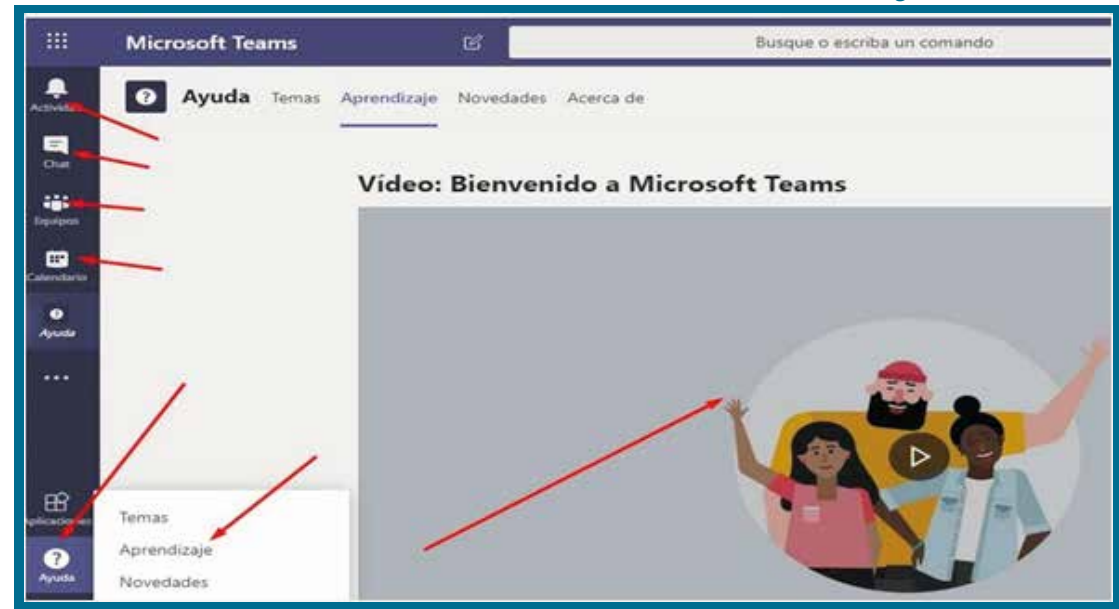 Microsoft Teams
Busque o escriba un comando
Actividad
Chat
Equipos
Calendario
Ayuda
Aplicaciones
Ayuda
Ayuda Temas Aprendizaje Novedades Acerca de
Vídeo: Bienvenido a Microsoft Teams
Temas
Aprendizaje
Novedades